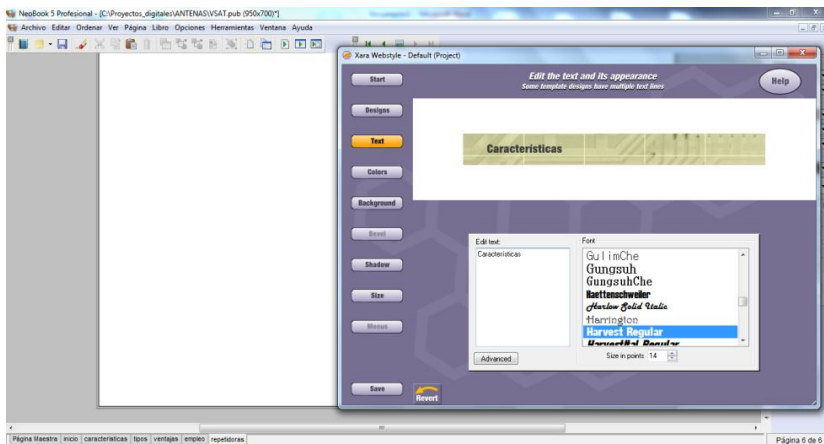 NeoBook 5 Profesional - [C:\Proyectos_digitales\ANTENAS\VSAT.pub (950x700)*]
Archivo Editar Ordenar Ver Página Libro Opciones Herramientas Ventana Ayuda
Xara Webstyle - Default (Project)
Start
Edit the text and its appearance
Some template designs have multiple text lines
Help
Designs
Text
Características
Colors
Background
Bevel
Shadow
Size
Menus
Edit text:
Características
Font
GulimChe
Gungsuh
GungsuhChe
Haettenschweiler
Harlow Solid Italic
Harrington
Harvest Regular
HarvestItal Regular
Advanced
Size in points 14
Save
Revert
Página Maestra inicio caracteristicas tipos ventajas empleo repetidoras
Página 6 de 6